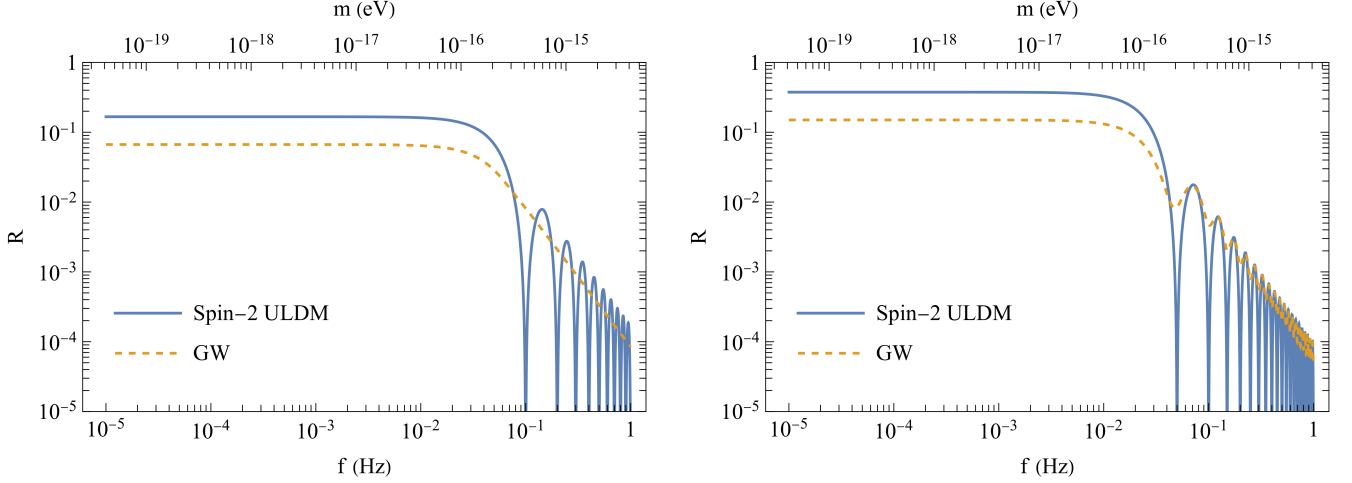 m (eV)
10⁻¹⁹ 10⁻¹⁸ 10⁻¹⁷ 10⁻¹⁶ 10⁻¹⁵
1
10⁻¹
10⁻²
10⁻³
10⁻⁴
10⁻⁵
R
Spin−2 ULDM
GW
10⁻⁵ 10⁻⁴ 10⁻³ 10⁻² 10⁻¹ 1
f (Hz)
m (eV)
10⁻¹⁹ 10⁻¹⁸ 10⁻¹⁷ 10⁻¹⁶ 10⁻¹⁵
1
10⁻¹
10⁻²
10⁻³
10⁻⁴
10⁻⁵
R
Spin−2 ULDM
GW
10⁻⁵ 10⁻⁴ 10⁻³ 10⁻² 10⁻¹ 1
f (Hz)